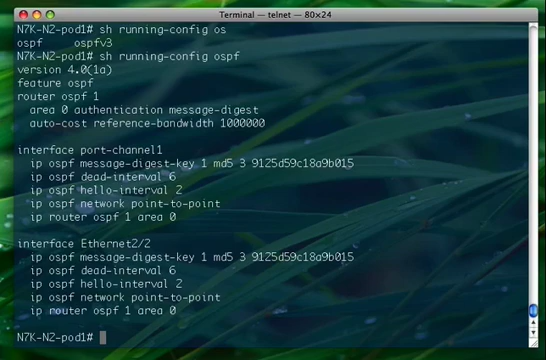 Terminal — telnet — 80×24
N7K-N2-pod1# sh running-config os
ospf     ospfv3
N7K-N2-pod1# sh running-config ospf
version 4.0(1a)
feature ospf
router ospf 1
  area 0 authentication message-digest
  auto-cost reference-bandwidth 1000000

interface port-channel1
  ip ospf message-digest-key 1 md5 3 9125d59c18a9b015
  ip ospf dead-interval 6
  ip ospf hello-interval 2
  ip ospf network point-to-point
  ip router ospf 1 area 0

interface Ethernet2/2
  ip ospf message-digest-key 1 md5 3 9125d59c18a9b015
  ip ospf dead-interval 6
  ip ospf hello-interval 2
  ip ospf network point-to-point
  ip router ospf 1 area 0

N7K-N2-pod1#